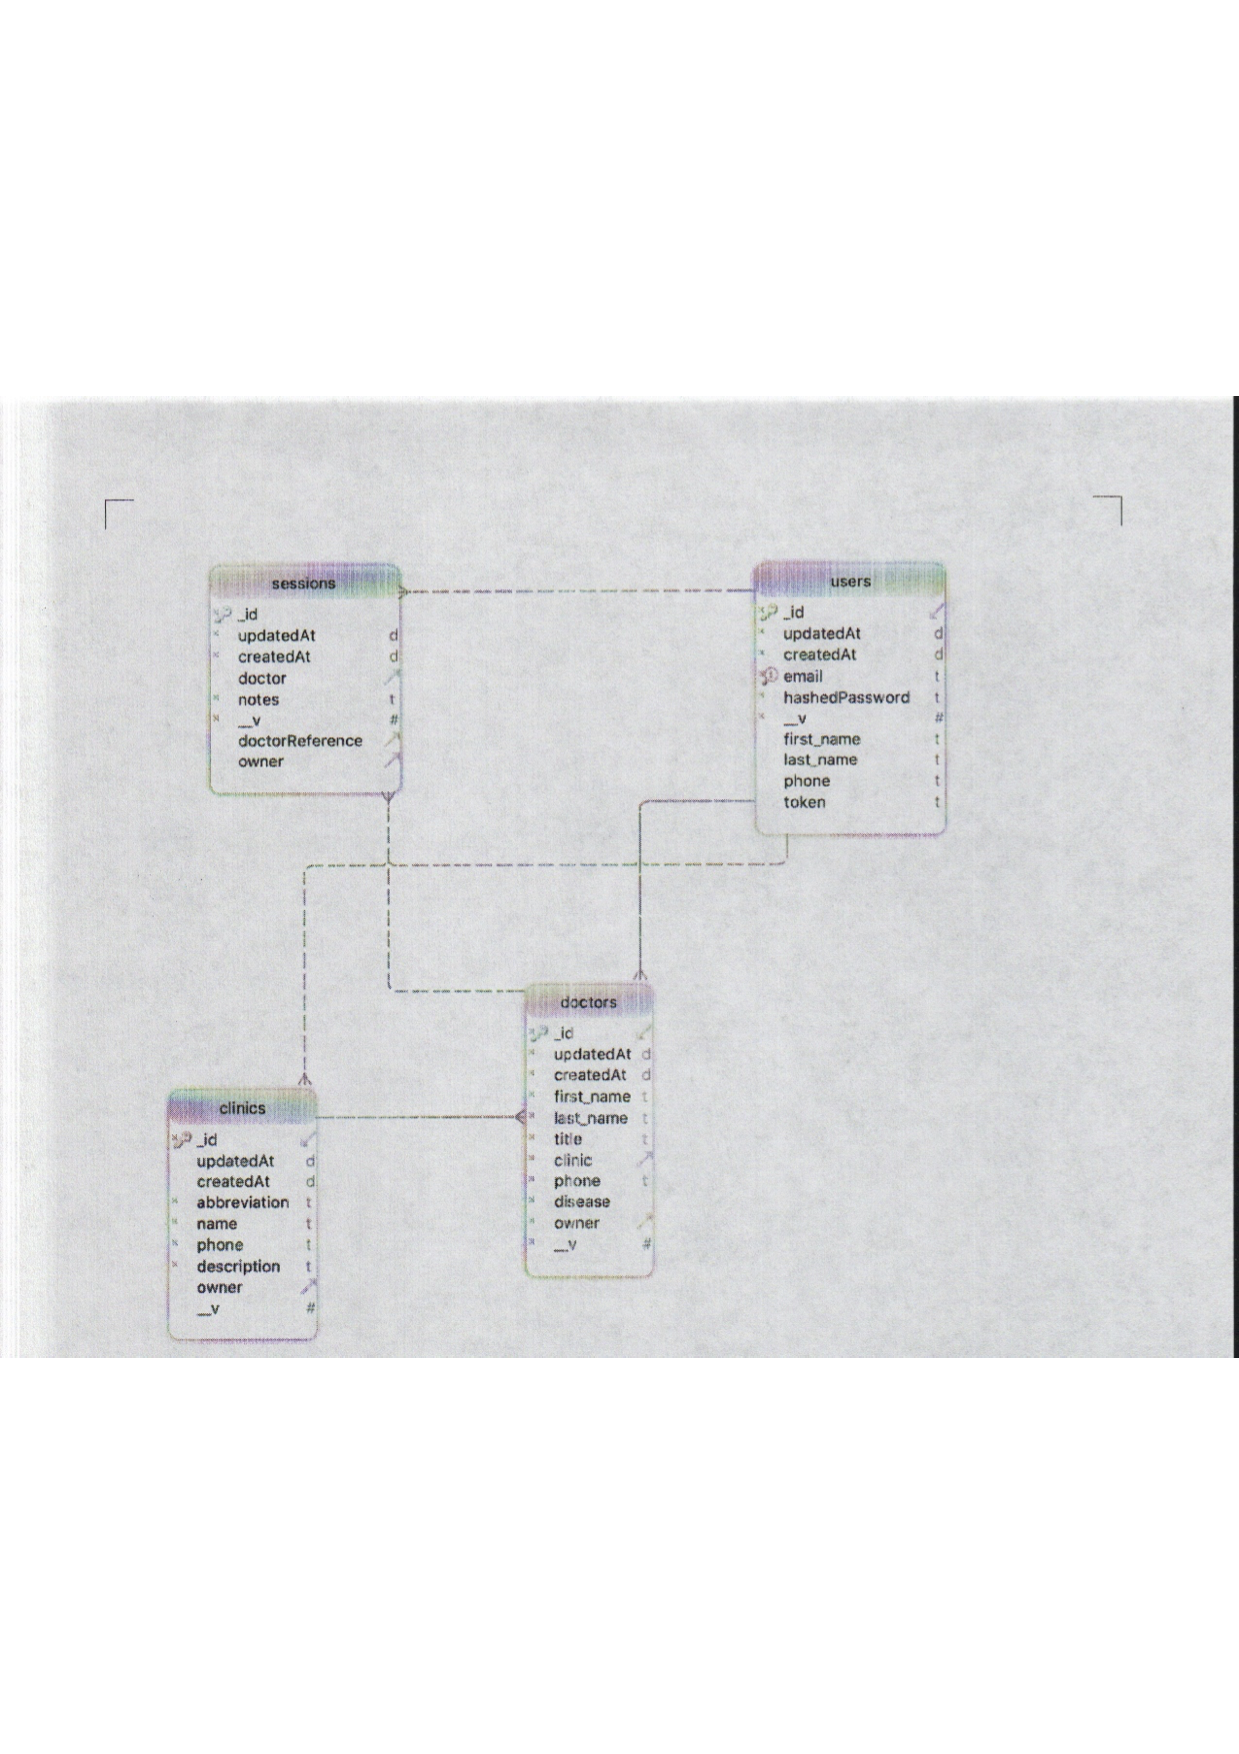 sessions
_id
updatedAt d
createdAt d
doctor
notes t
__v #
doctorReference
owner
users
_id
updatedAt d
createdAt d
email t
hashedPassword t
__v #
first_name t
last_name t
phone t
token t
doctors
_id
updatedAt d
createdAt d
first_name t
last_name t
title t
clinic
phone t
disease
owner
__v #
clinics
_id
updatedAt d
createdAt d
abbreviation t
name t
phone t
description t
owner
__v #